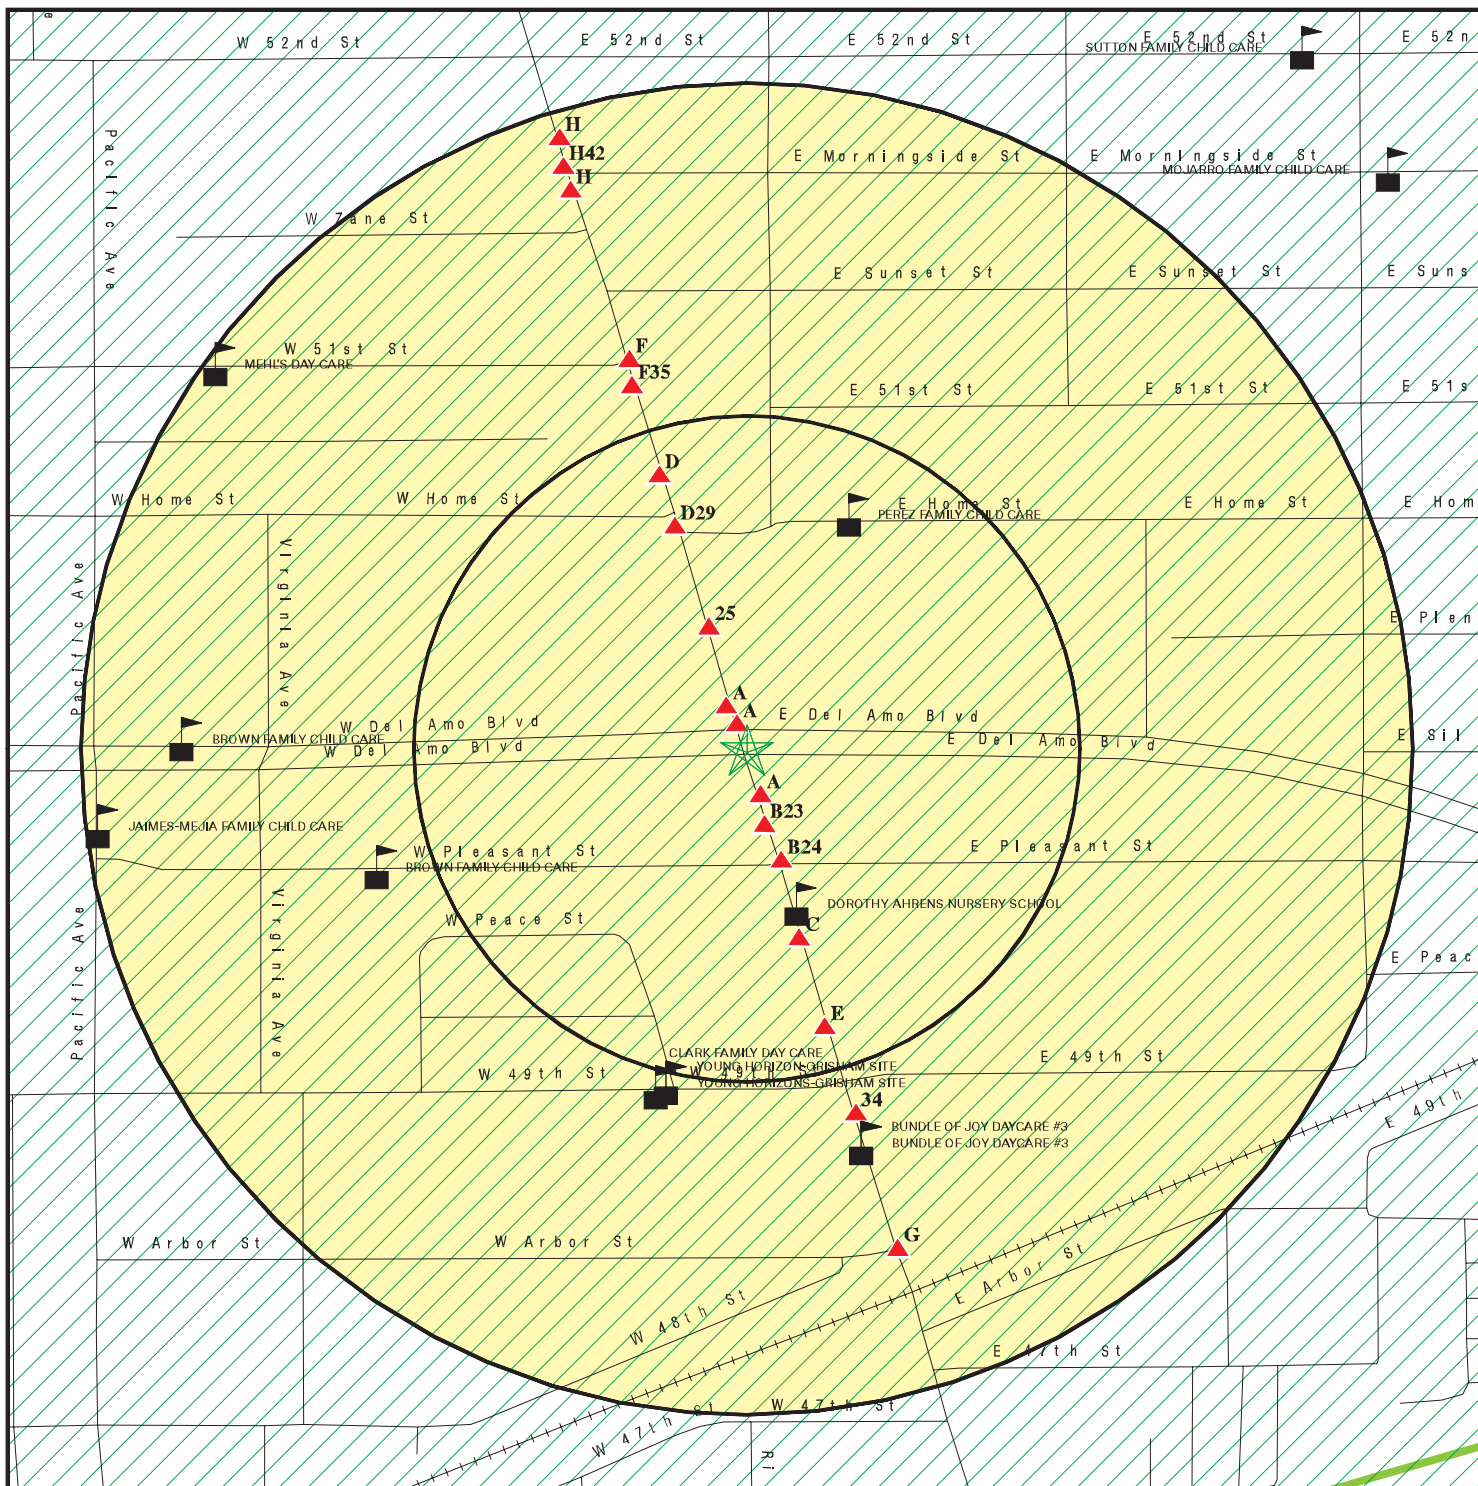 W 52nd St
E 52nd St
E 52nd St
E 52nd St
E 52n
SUTTON FAMILY CHILD CARE
H
H42
H
E Morningside St
E Morningside St
MOJARRO FAMILY CHILD CARE
Pacific Ave
W Zane St
E Sunset St
E Sunset St
E Suns
W 51st St
MEHL'S DAY CARE
F
F35
E 51st St
E 51st St
E 51s
D
W Home St
W Home St
E Home St
E Home St
E Hom
D29
PEREZ FAMILY CHILD CARE
Pacific Ave
Virginia Ave
25
E Plen
A
A
W Del Amo Blvd
E Del Amo Blvd
BROWN FAMILY CHILD CARE
W Del Amo Blvd
E Del Amo Blvd
E Sil
A
B23
JAIMES-MEJIA FAMILY CHILD CARE
B24
W Pleasant St
E Pleasant St
BROWN FAMILY CHILD CARE
DOROTHY AHRENS NURSERY SCHOOL
W Peace St
C
Pacific Ave
Virginia Ave
E Peac
E
CLARK FAMILY DAY CARE
YOUNG HORIZON-GRISHAM SITE
W 49th St
W 49th St
E 49th St
YOUNG HORIZONS-GRISHAM SITE
34
E 49th
BUNDLE OF JOY DAYCARE #3
BUNDLE OF JOY DAYCARE #3
W Arbor St
W Arbor St
G
E Arbor St
W 48th St
E 47th St
W 47th St
W 47th St
Ri